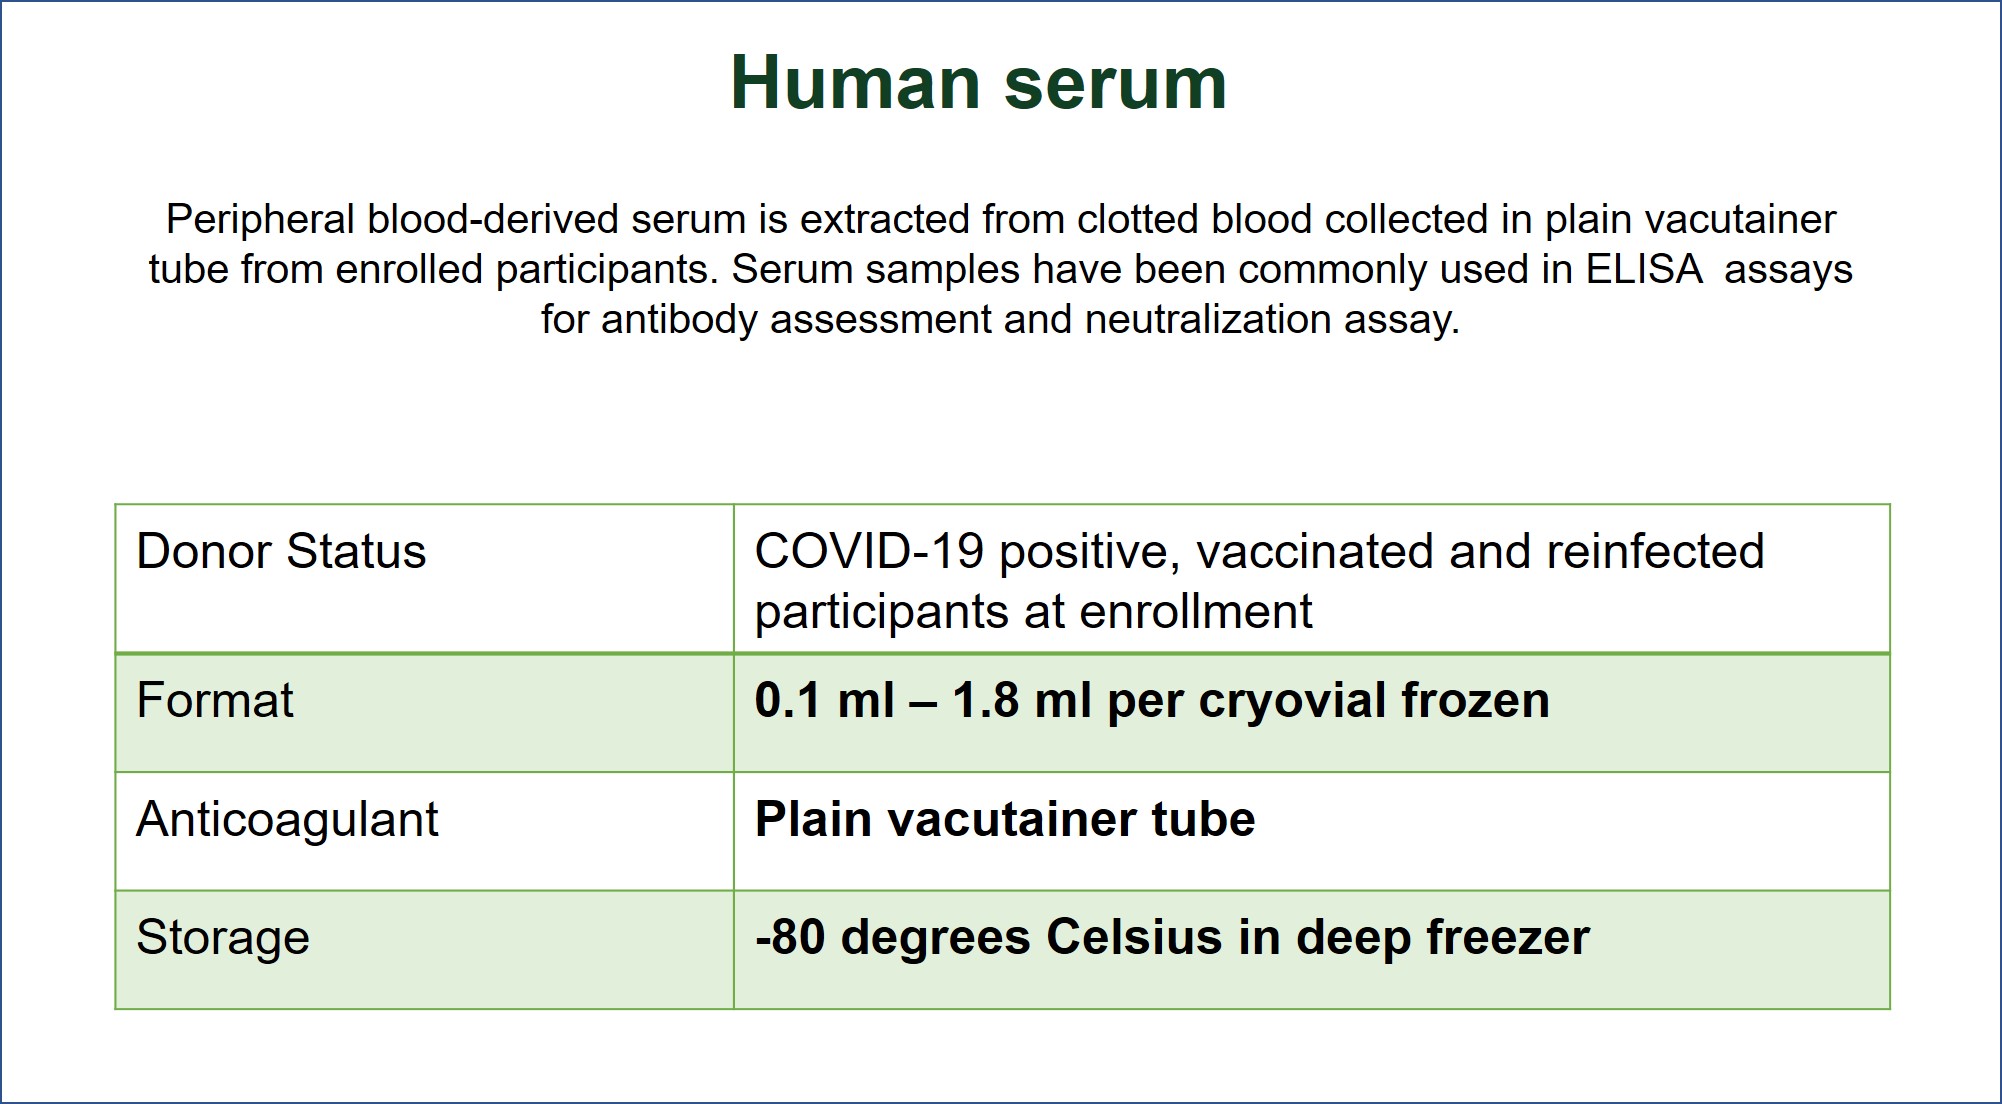 Human serum
Peripheral blood-derived serum is extracted from clotted blood collected in plain vacutainer
tube from enrolled participants. Serum samples have been commonly used in ELISA  assays
for antibody assessment and neutralization assay.
Donor Status
COVID-19 positive, vaccinated and reinfected
participants at enrollment
Format
0.1 ml – 1.8 ml per cryovial frozen
Anticoagulant
Plain vacutainer tube
Storage
-80 degrees Celsius in deep freezer